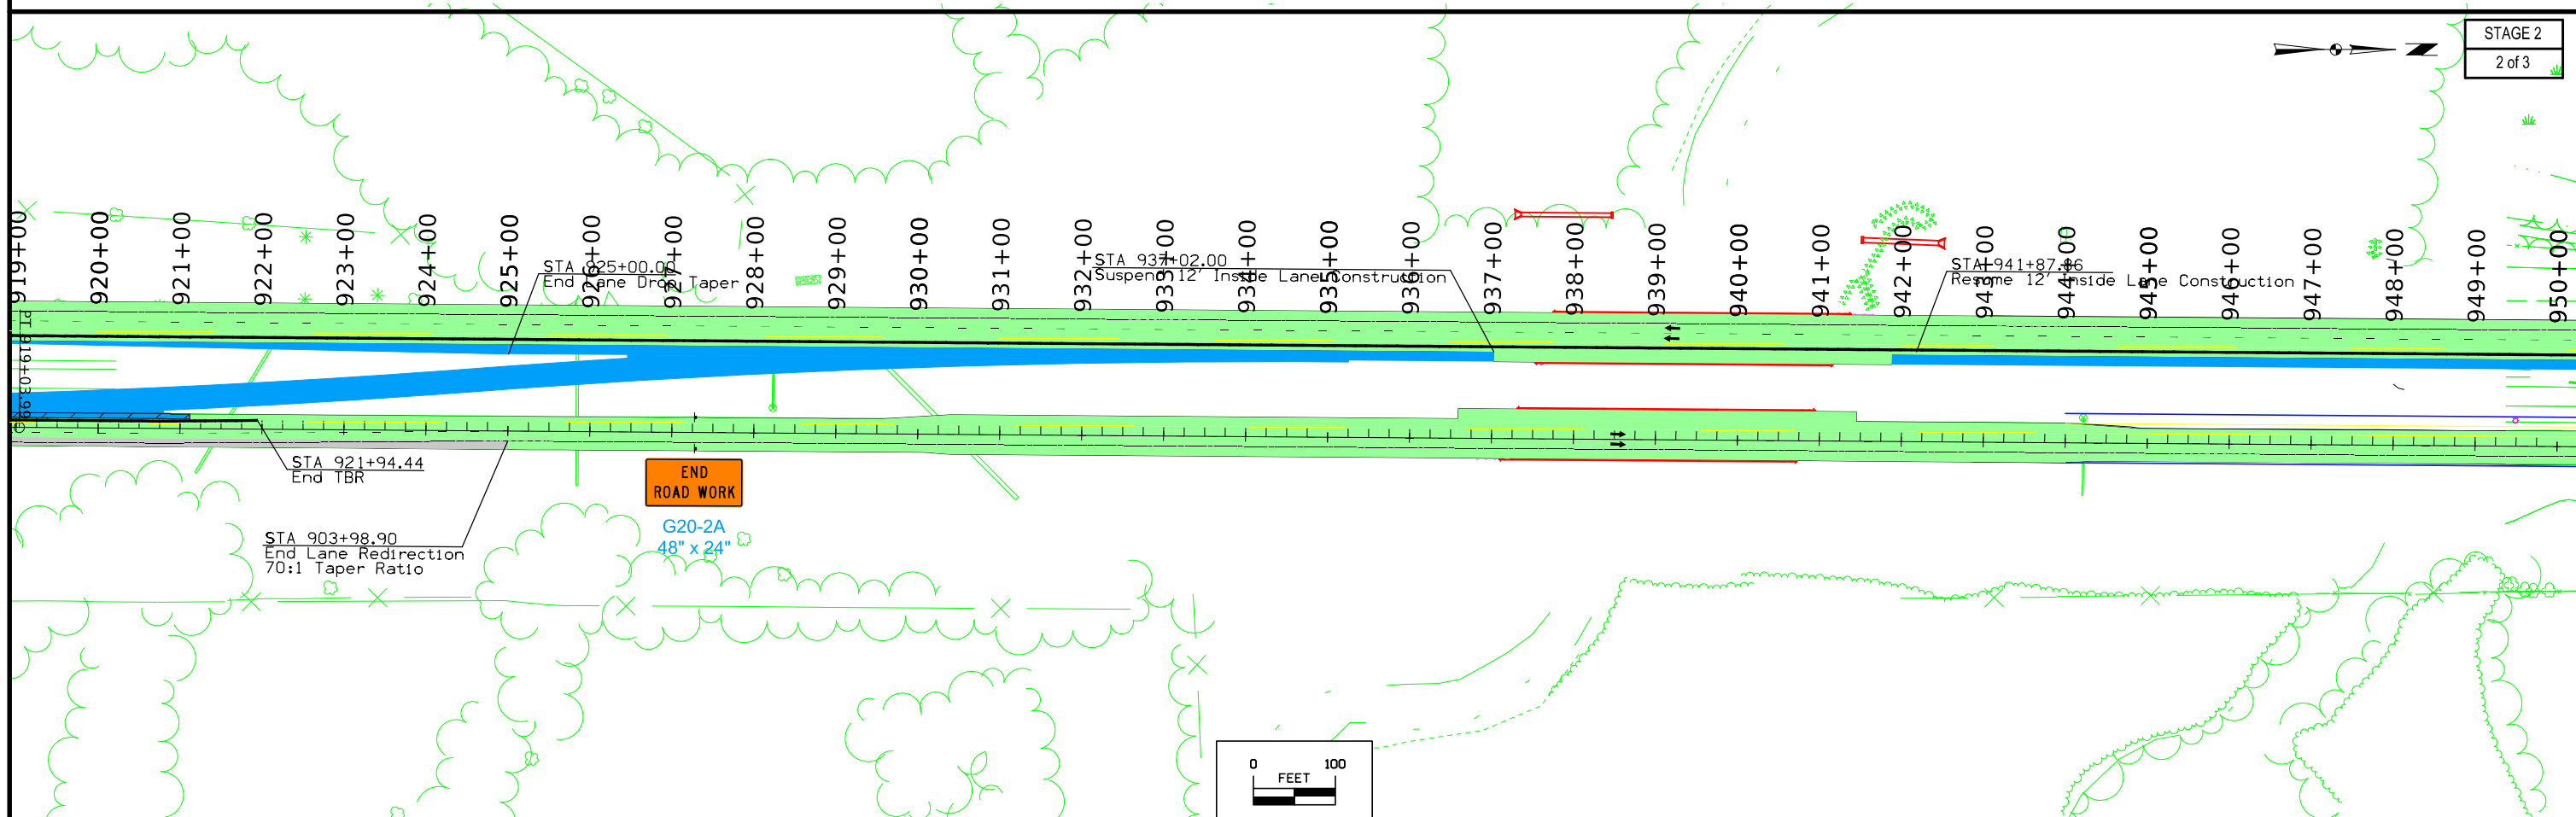 STAGE 2
2 of 3
919+00
920+00
921+00
922+00
923+00
924+00
925+00
926+00
927+00
928+00
929+00
930+00
931+00
932+00
933+00
934+00
935+00
936+00
937+00
938+00
939+00
940+00
941+00
942+00
943+00
944+00
945+00
946+00
947+00
948+00
949+00
950+00
STA 925+00.00
End Lane Drop Taper
STA 937+02.00
Suspend 12' Inside Lane Construction
STA 941+87.86
Resume 12' Inside Lane Construction
PT 919+03.99
STA 921+94.44
End TBR
STA 903+98.90
End Lane Redirection
70:1 Taper Ratio
END
ROAD WORK
G20-2A
48" x 24"
0 100
FEET